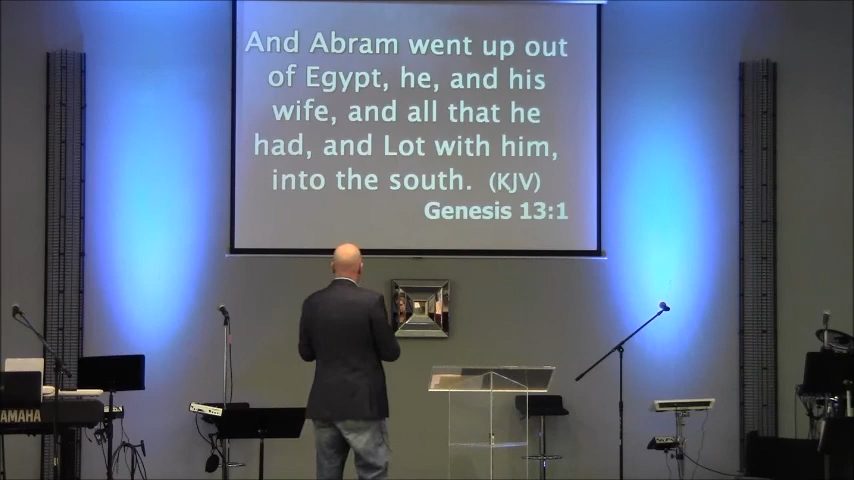 And Abram went up out
of Egypt, he, and his
wife, and all that he
had, and Lot with him,
into the south. (KJV)
Genesis 13:1
YAMAHA